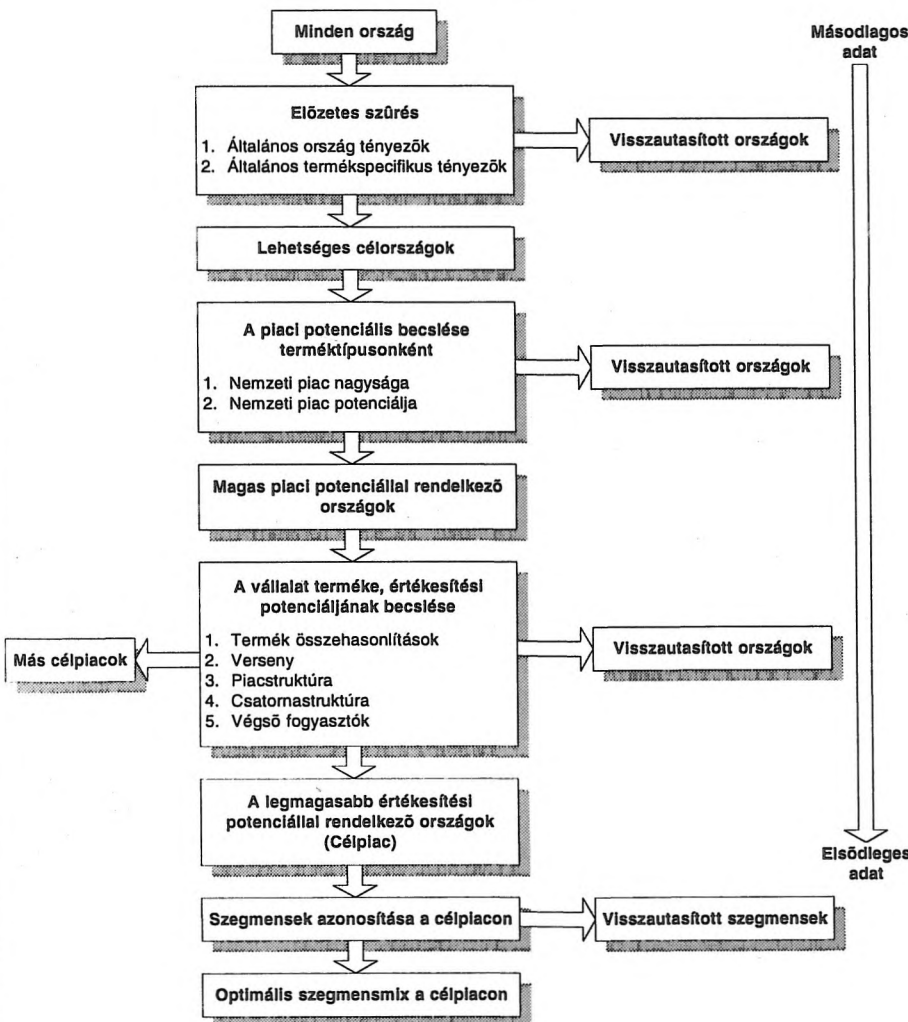 Minden ország
Másodlagos
adat
Előzetes szűrés
1. Általános ország tényezők
2. Általános termékspecifikus tényezők
Visszautasított országok
Lehetséges célországok
A piaci potenciális becslése
terméktípusonként
1. Nemzeti piac nagysága
2. Nemzeti piac potenciálja
Visszautasított országok
Magas piaci potenciállal rendelkező
országok
A vállalat terméke, értékesítési
potenciáljának becslése
1. Termék összehasonlítások
2. Verseny
3. Piacstruktúra
4. Csatornastruktúra
5. Végső fogyasztók
Más célpiacok
Visszautasított országok
A legmagasabb értékesítési
potenciállal rendelkező országok
(Célpiac)
Elsődleges
adat
Szegmensek azonosítása a célpiacon
Visszautasított szegmensek
Optimális szegmensmix a célpiacon